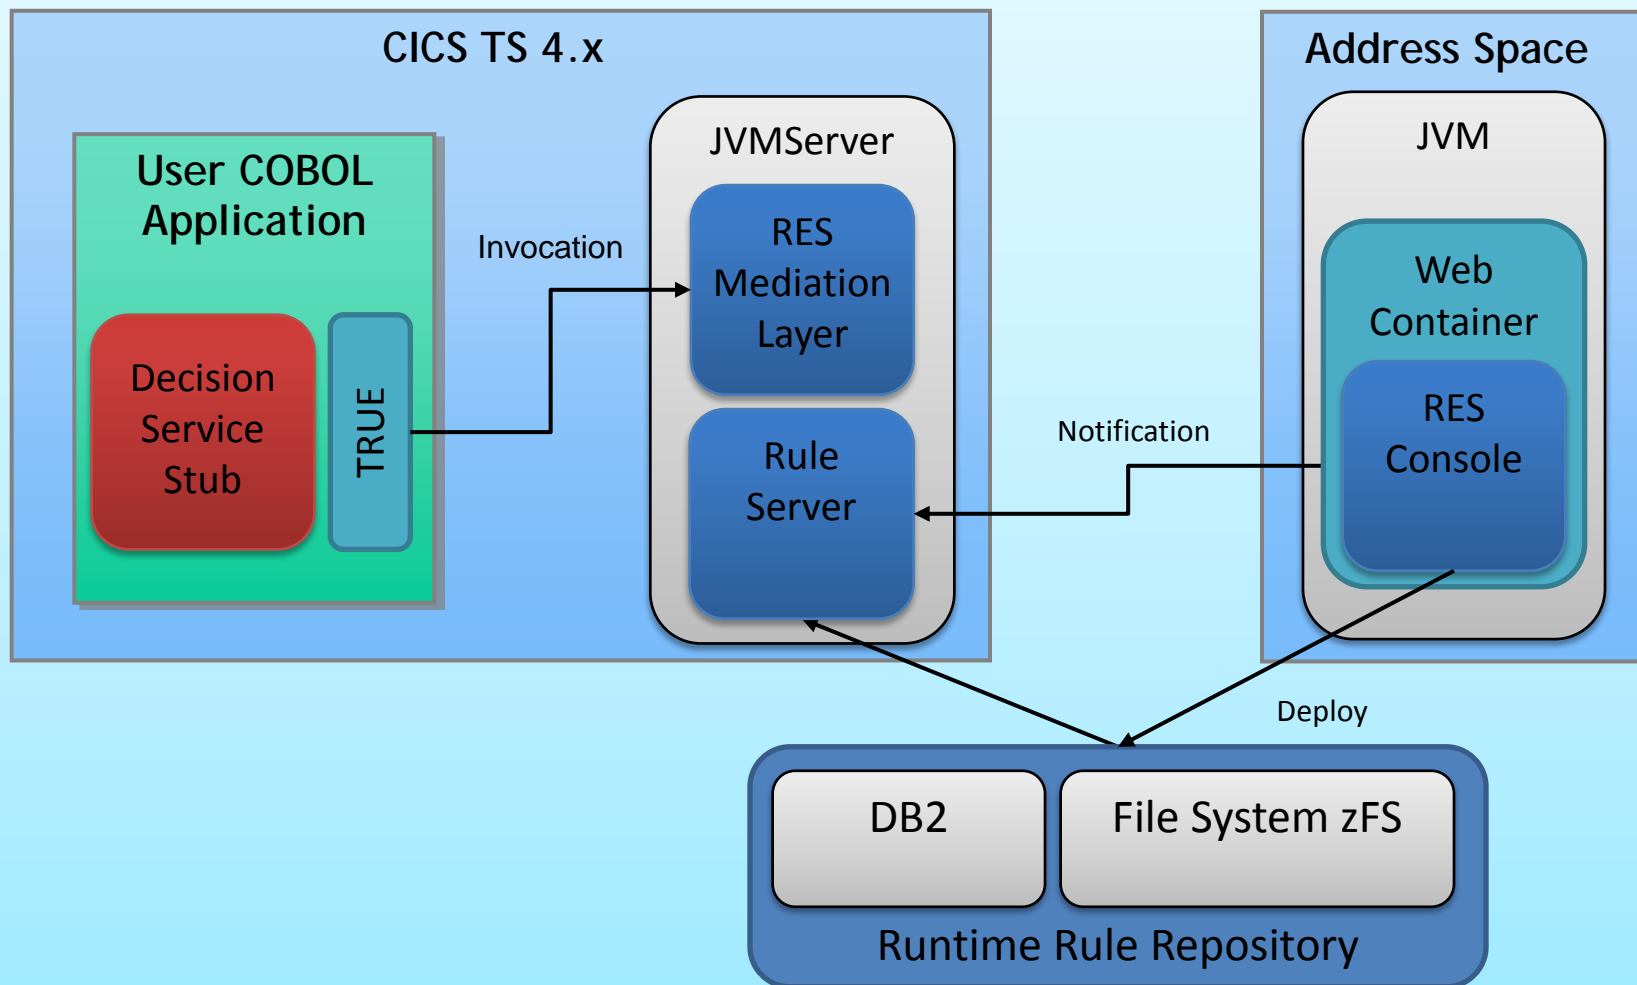 CICS TS 4.x
Address Space
User COBOL
Application
Decision
Service
Stub
TRUE
Invocation
JVMServer
RES
Mediation
Layer
Rule
Server
Notification
JVM
Web
Container
RES
Console
Deploy
DB2
File System zFS
Runtime Rule Repository